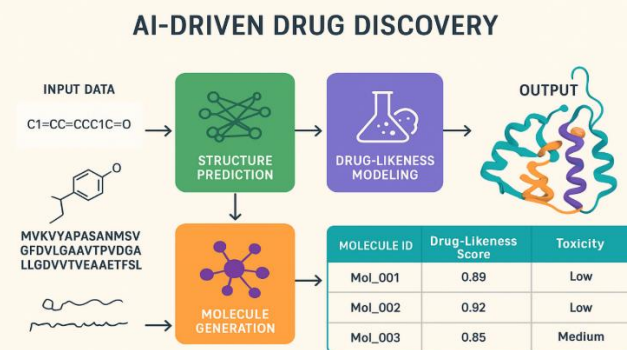 AI-DRIVEN DRUG DISCOVERY
INPUT DATA
C1=CC=CCC1C=O
O
MVKVYAPASANMSV
GFDVLGAAVTPVDGA
LLGDVVTVEAAETFSL
STRUCTURE
PREDICTION
DRUG-LIKENESS
MODELING
OUTPUT
MOLECULE
GENERATION
MOLECULE ID Drug-Likeness Score Toxicity
Mol_001 0.89 Low
Mol_002 0.92 Low
Mol_003 0.85 Medium